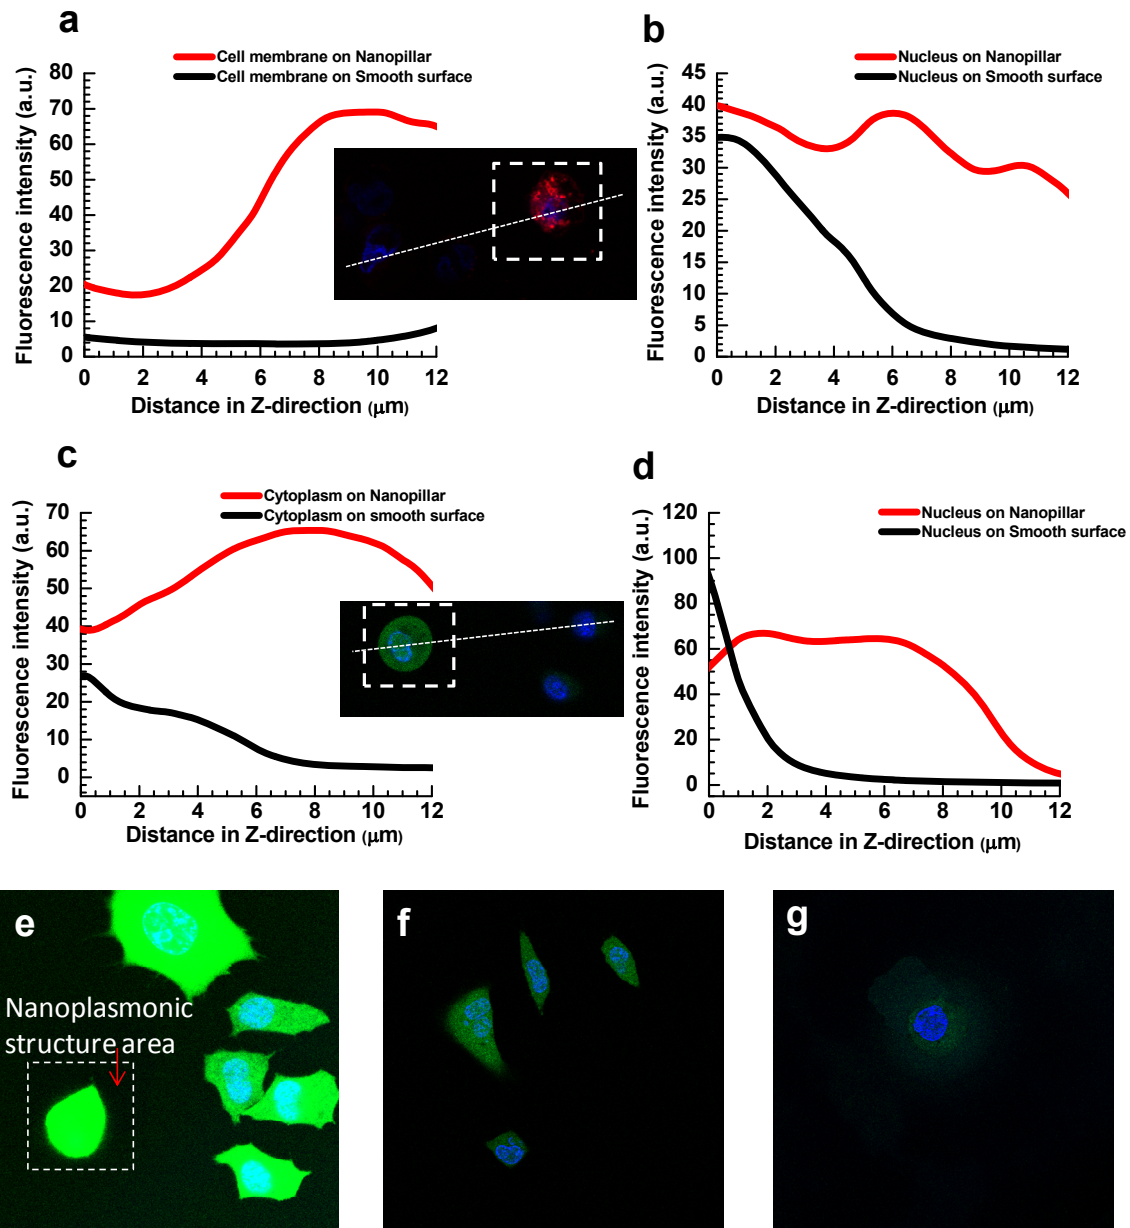 a
Cell membrane on Nanopillar
Cell membrane on Smooth surface
Fluorescence intensity (a.u.)
80
70
60
50
40
30
20
10
0
0 2 4 6 8 10 12
Distance in Z-direction (μm)
b
Nucleus on Nanopillar
Nucleus on Smooth surface
Fluorescence intensity (a.u.)
45
40
35
30
25
20
15
10
5
0
0 2 4 6 8 10 12
Distance in Z-direction (μm)
c
Cytoplasm on Nanopillar
Cytoplasm on smooth surface
Fluorescence intensity (a.u.)
70
60
50
40
30
20
10
0
0 2 4 6 8 10 12
Distance in Z-direction (μm)
d
Nucleus on Nanopillar
Nucleus on Smooth surface
Fluorescence intensity (a.u.)
120
100
80
60
40
20
0
0 2 4 6 8 10 12
Distance in Z-direction (μm)
e
Nanoplasmonic
structure area
f
g